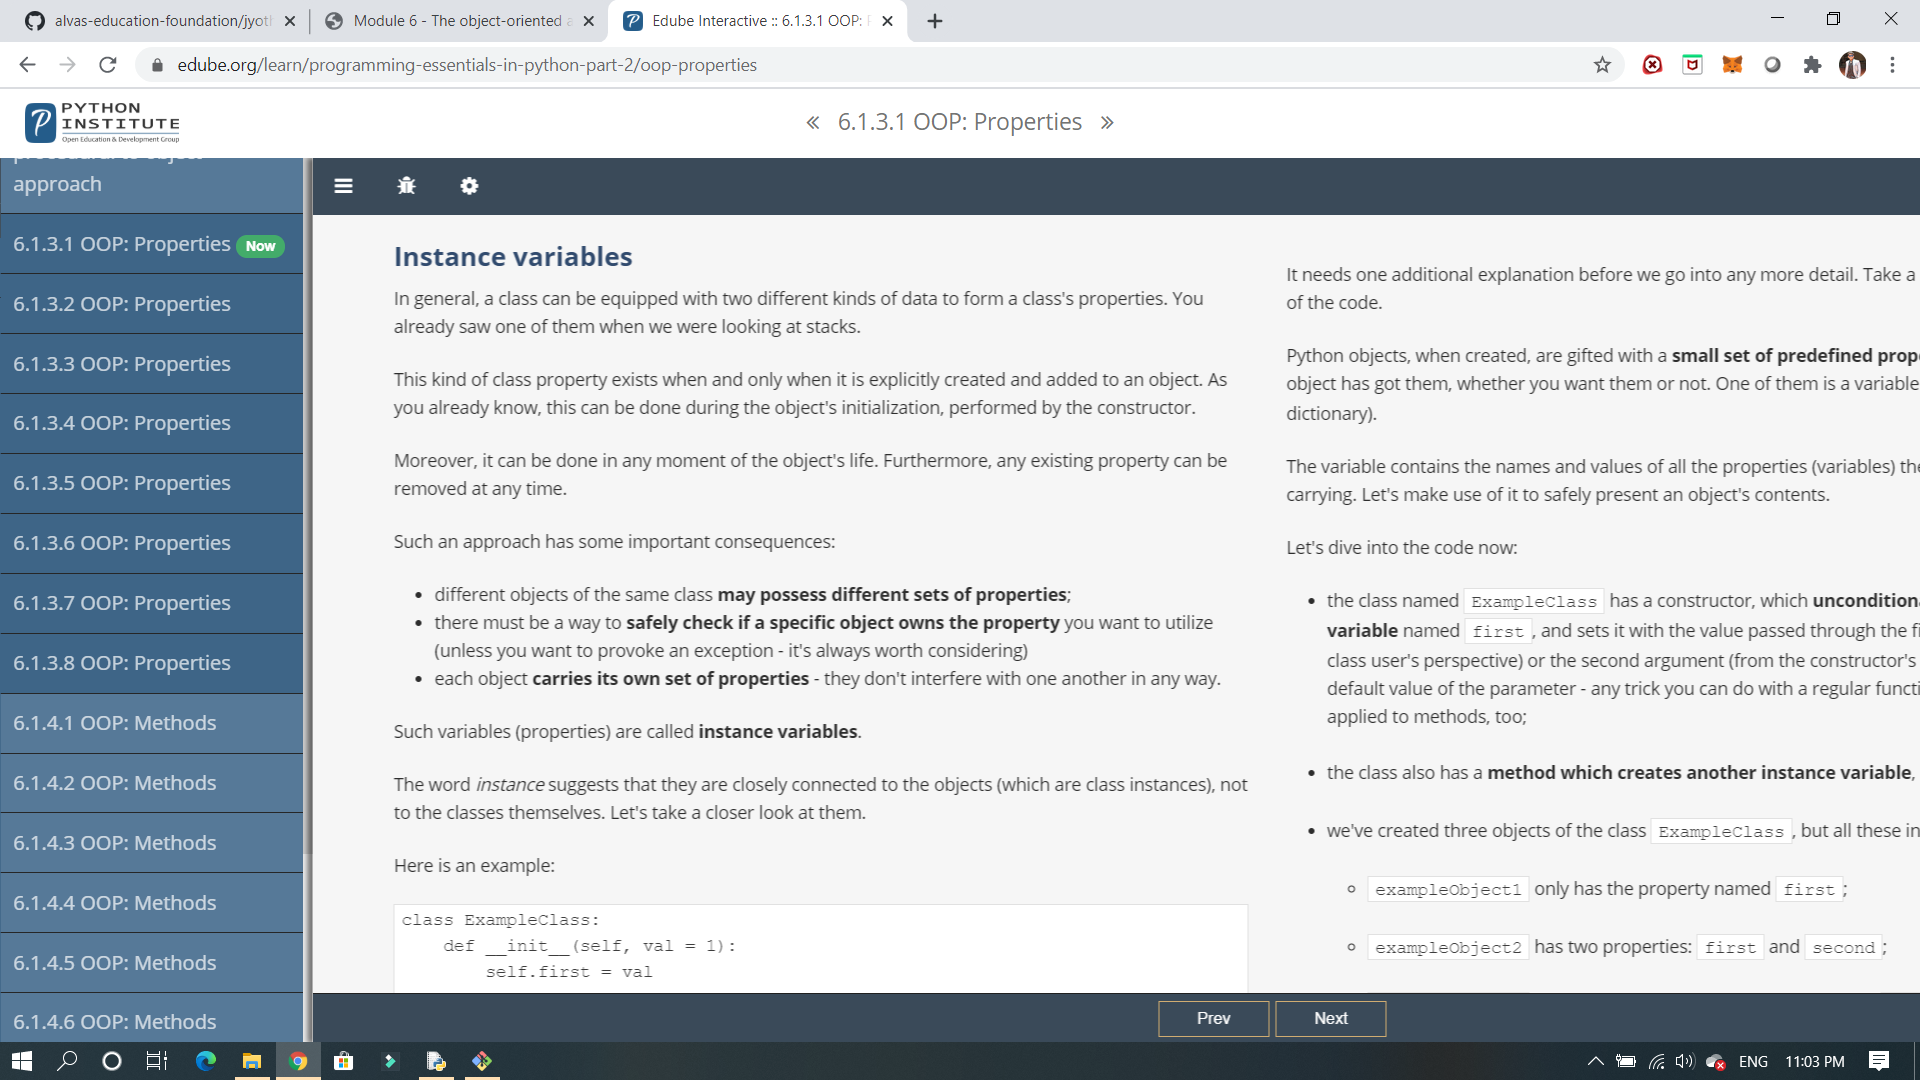 alvas-education-foundation/jyoth
Module 6 - The object-oriented a
Edube Interactive :: 6.1.3.1 OOP: P
edube.org/learn/programming-essentials-in-python-part-2/oop-properties
PYTHON
INSTITUTE
Open Education & Development Group
« 6.1.3.1 OOP: Properties »
procedural to object
approach
6.1.3.1 OOP: Properties Now
6.1.3.2 OOP: Properties
6.1.3.3 OOP: Properties
6.1.3.4 OOP: Properties
6.1.3.5 OOP: Properties
6.1.3.6 OOP: Properties
6.1.3.7 OOP: Properties
6.1.3.8 OOP: Properties
6.1.4.1 OOP: Methods
6.1.4.2 OOP: Methods
6.1.4.3 OOP: Methods
6.1.4.4 OOP: Methods
6.1.4.5 OOP: Methods
6.1.4.6 OOP: Methods
Instance variables
In general, a class can be equipped with two different kinds of data to form a class's properties. You
already saw one of them when we were looking at stacks.
This kind of class property exists when and only when it is explicitly created and added to an object. As
you already know, this can be done during the object's initialization, performed by the constructor.
Moreover, it can be done in any moment of the object's life. Furthermore, any existing property can be
removed at any time.
Such an approach has some important consequences:
• different objects of the same class may possess different sets of properties;
• there must be a way to safely check if a specific object owns the property you want to utilize
(unless you want to provoke an exception - it's always worth considering)
• each object carries its own set of properties - they don't interfere with one another in any way.
Such variables (properties) are called instance variables.
The word instance suggests that they are closely connected to the objects (which are class instances), not
to the classes themselves. Let's take a closer look at them.
Here is an example:
class ExampleClass:
    def __init__(self, val = 1):
        self.first = val
It needs one additional explanation before we go into any more detail. Take a
of the code.
Python objects, when created, are gifted with a small set of predefined prop
object has got them, whether you want them or not. One of them is a variable
dictionary).
The variable contains the names and values of all the properties (variables) the
carrying. Let's make use of it to safely present an object's contents.
Let's dive into the code now:
• the class named ExampleClass has a constructor, which uncondition
variable named first , and sets it with the value passed through the fi
class user's perspective) or the second argument (from the constructor's
default value of the parameter - any trick you can do with a regular functi
applied to methods, too;
• the class also has a method which creates another instance variable,
• we've created three objects of the class ExampleClass , but all these in
exampleObject1 only has the property named first ;
exampleObject2 has two properties: first and second ;
Prev
Next
ENG
11:03 PM